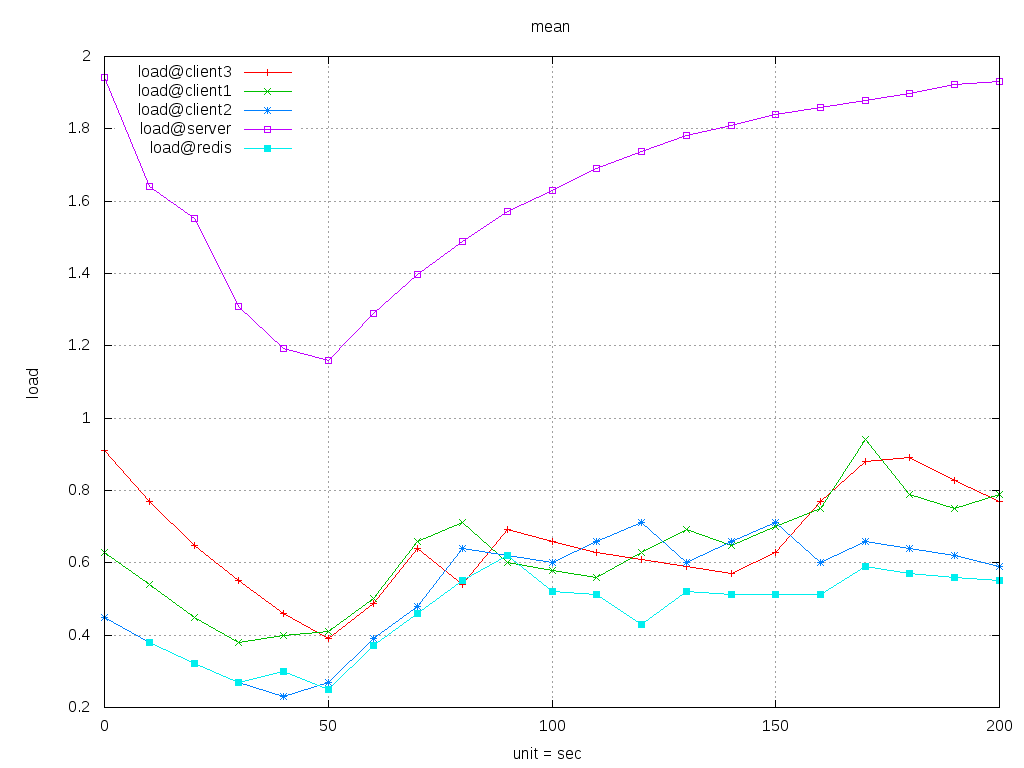 mean
2
1.8
1.6
1.4
1.2
1
0.8
0.6
0.4
0.2
load
load@client3
load@client1
load@client2
load@server
load@redis
0 50 100 150 200
unit = sec